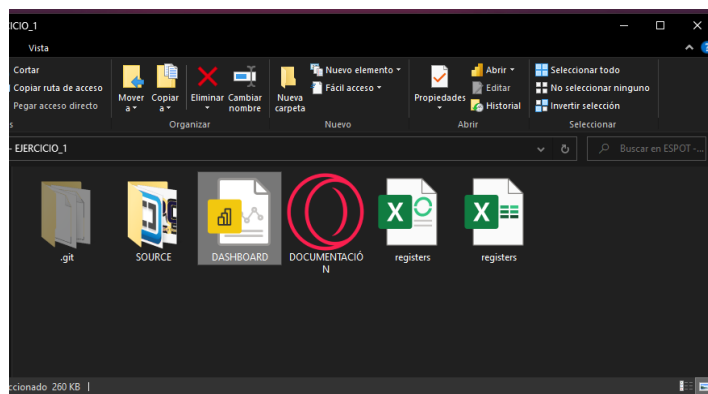 ICIO_1
Vista
Cortar
Copiar ruta de acceso
Pegar acceso directo
Mover a
Copiar a
Eliminar
Cambiar nombre
Organizar
Nueva carpeta
Nuevo elemento
Fácil acceso
Nuevo
Propiedades
Abrir
Editar
Historial
Abrir
Seleccionar todo
No seleccionar ninguno
Invertir selección
Seleccionar
- EJERCICIO_1
Buscar en ESPOT -...
.git
SOURCE
DASHBOARD
DOCUMENTACIÓ
N
registers
registers
ccionado 260 KB